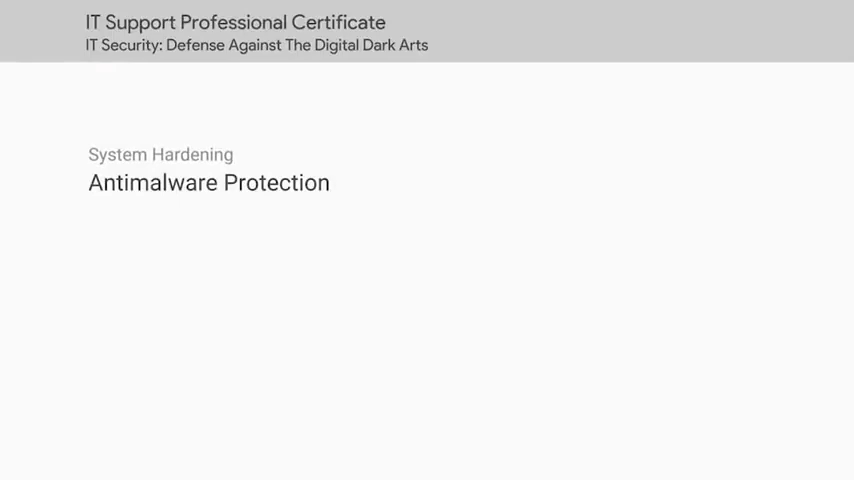 IT Support Professional Certificate
IT Security: Defense Against The Digital Dark Arts
System Hardening
Antimalware Protection